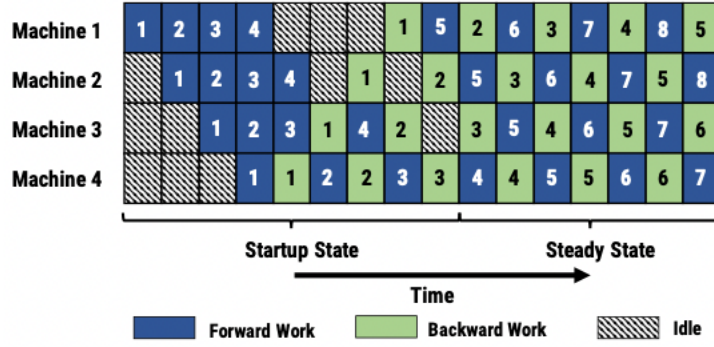 Machine 1 1 2 3 4 1 5 2 6 3 7 4 8 5
Machine 2 1 2 3 4 1 2 5 3 6 4 7 5 8
Machine 3 1 2 3 1 4 2 3 5 4 6 5 7 6
Machine 4 1 1 2 2 3 3 4 4 5 5 6 6 7
Startup State Steady State
Time
Forward Work Backward Work Idle